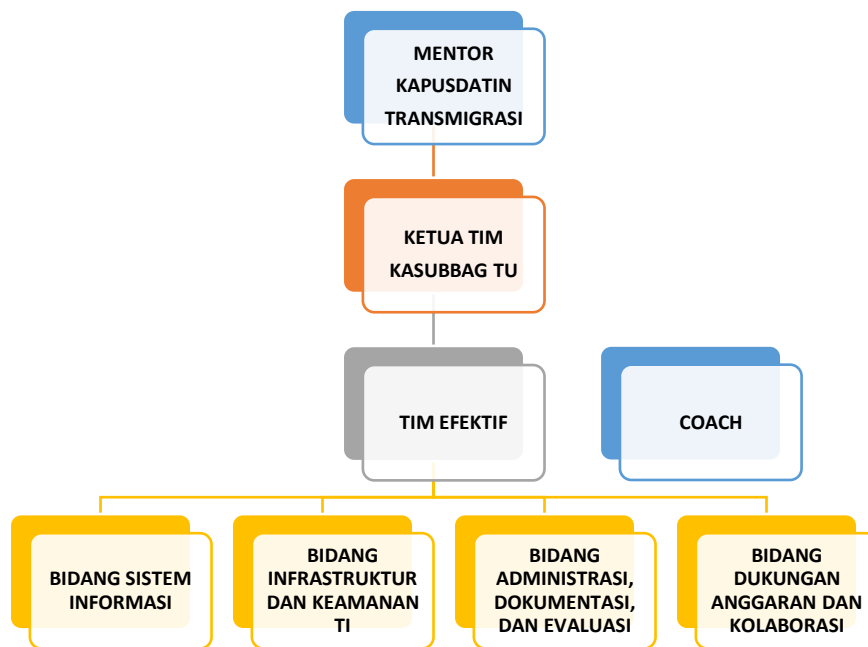 MENTOR
KAPUSDATIN
TRANSMIGRASI
KETUA TIM
KASUBBAG TU
TIM EFEKTIF
COACH
BIDANG SISTEM
INFORMASI
BIDANG
INFRASTRUKTUR
DAN KEAMANAN
TI
BIDANG
ADMINISTRASI,
DOKUMENTASI,
DAN EVALUASI
BIDANG
DUKUNGAN
ANGGARAN DAN
KOLABORASI